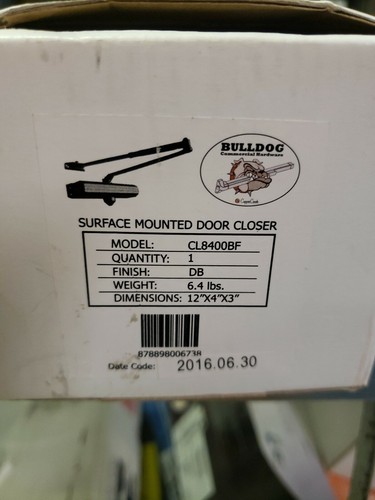 BULLDOG
Commercial Hardware
SURFACE MOUNTED DOOR CLOSER
MODEL: CL8400BF
QUANTITY: 1
FINISH: DB
WEIGHT: 6.4 lbs.
DIMENSIONS: 12"X4"X3"
878898006738
Date Code: 2016.06.30